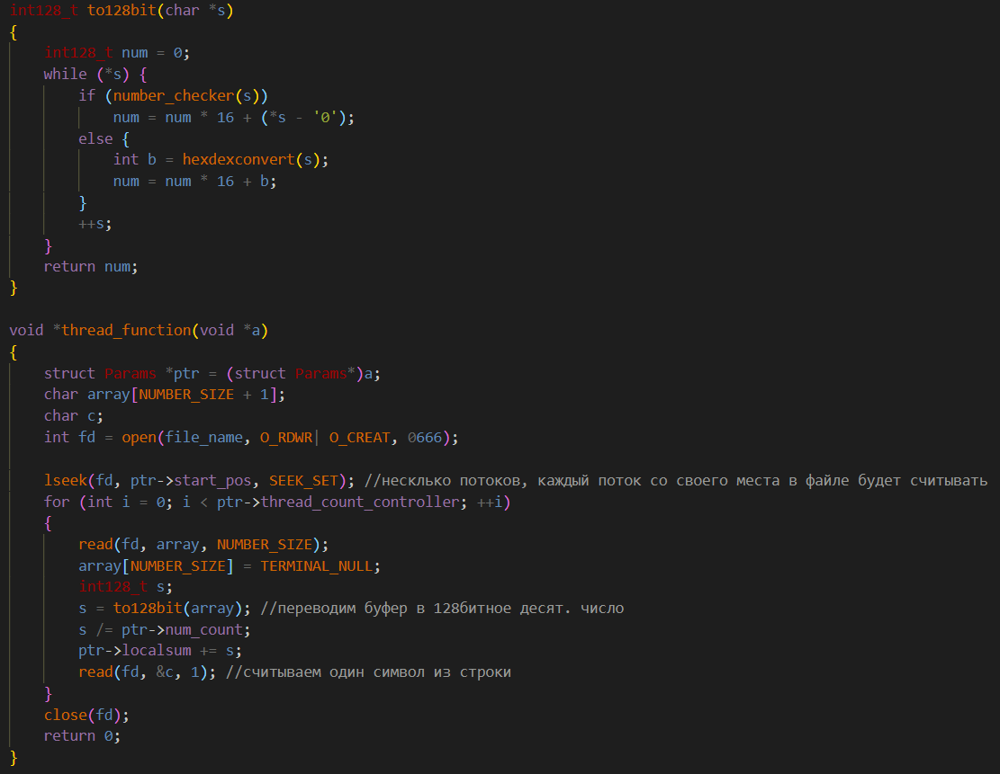 int128_t to128bit(char *s)
{
    int128_t num = 0;
    while (*s) {
        if (number_checker(s))
            num = num * 16 + (*s - '0');
        else {
            int b = hexdexconvert(s);
            num = num * 16 + b;
        }
        ++s;
    }
    return num;
}

void *thread_function(void *a)
{
    struct Params *ptr = (struct Params*)a;
    char array[NUMBER_SIZE + 1];
    char c;
    int fd = open(file_name, O_RDWR| O_CREAT, 0666);

    lseek(fd, ptr->start_pos, SEEK_SET); //несклько потоков, каждый поток со своего места в файле будет считывать
    for (int i = 0; i < ptr->thread_count_controller; ++i)
    {
        read(fd, array, NUMBER_SIZE);
        array[NUMBER_SIZE] = TERMINAL_NULL;
        int128_t s;
        s = to128bit(array); //переводим буфер в 128битное десят. число
        s /= ptr->num_count;
        ptr->localsum += s;
        read(fd, &c, 1); //считываем один символ из строки
    }
    close(fd);
    return 0;
}